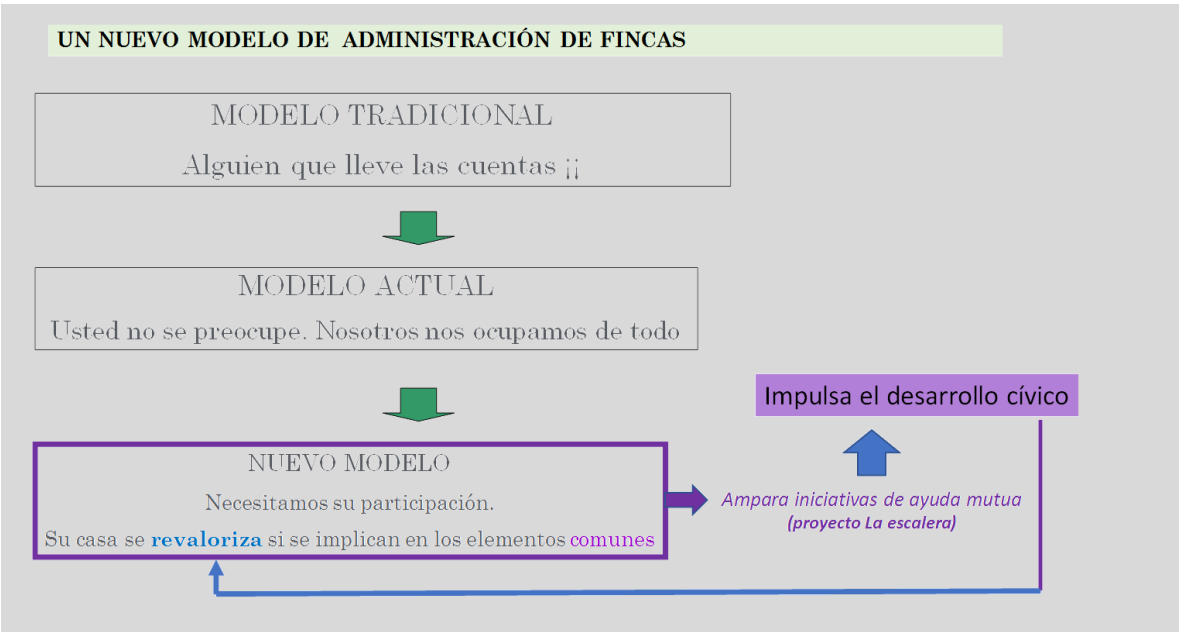 UN NUEVO MODELO DE ADMINISTRACIÓN DE FINCAS
MODELO TRADICIONAL
Alguien que lleve las cuentas ¡¡
MODELO ACTUAL
Usted no se preocupe. Nosotros nos ocupamos de todo
Impulsa el desarrollo cívico
NUEVO MODELO
Necesitamos su participación.
Su casa se revaloriza si se implican en los elementos comunes
Ampara iniciativas de ayuda mutua
(proyecto La escalera)